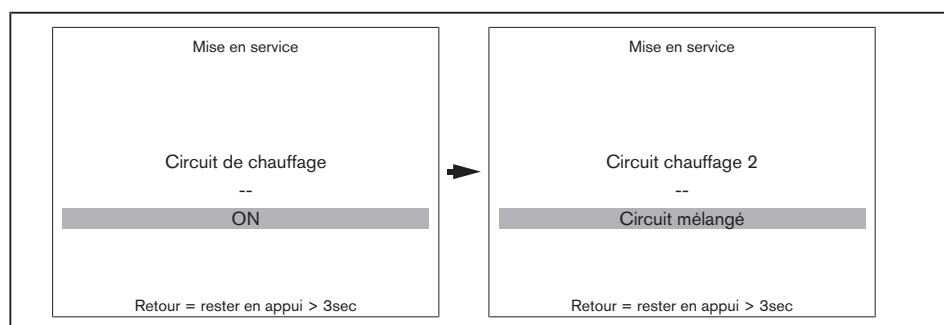 Mise en service
Circuit de chauffage
--
ON
Retour = rester en appui > 3sec
Mise en service
Circuit chauffage 2
--
Circuit mélangé
Retour = rester en appui > 3sec